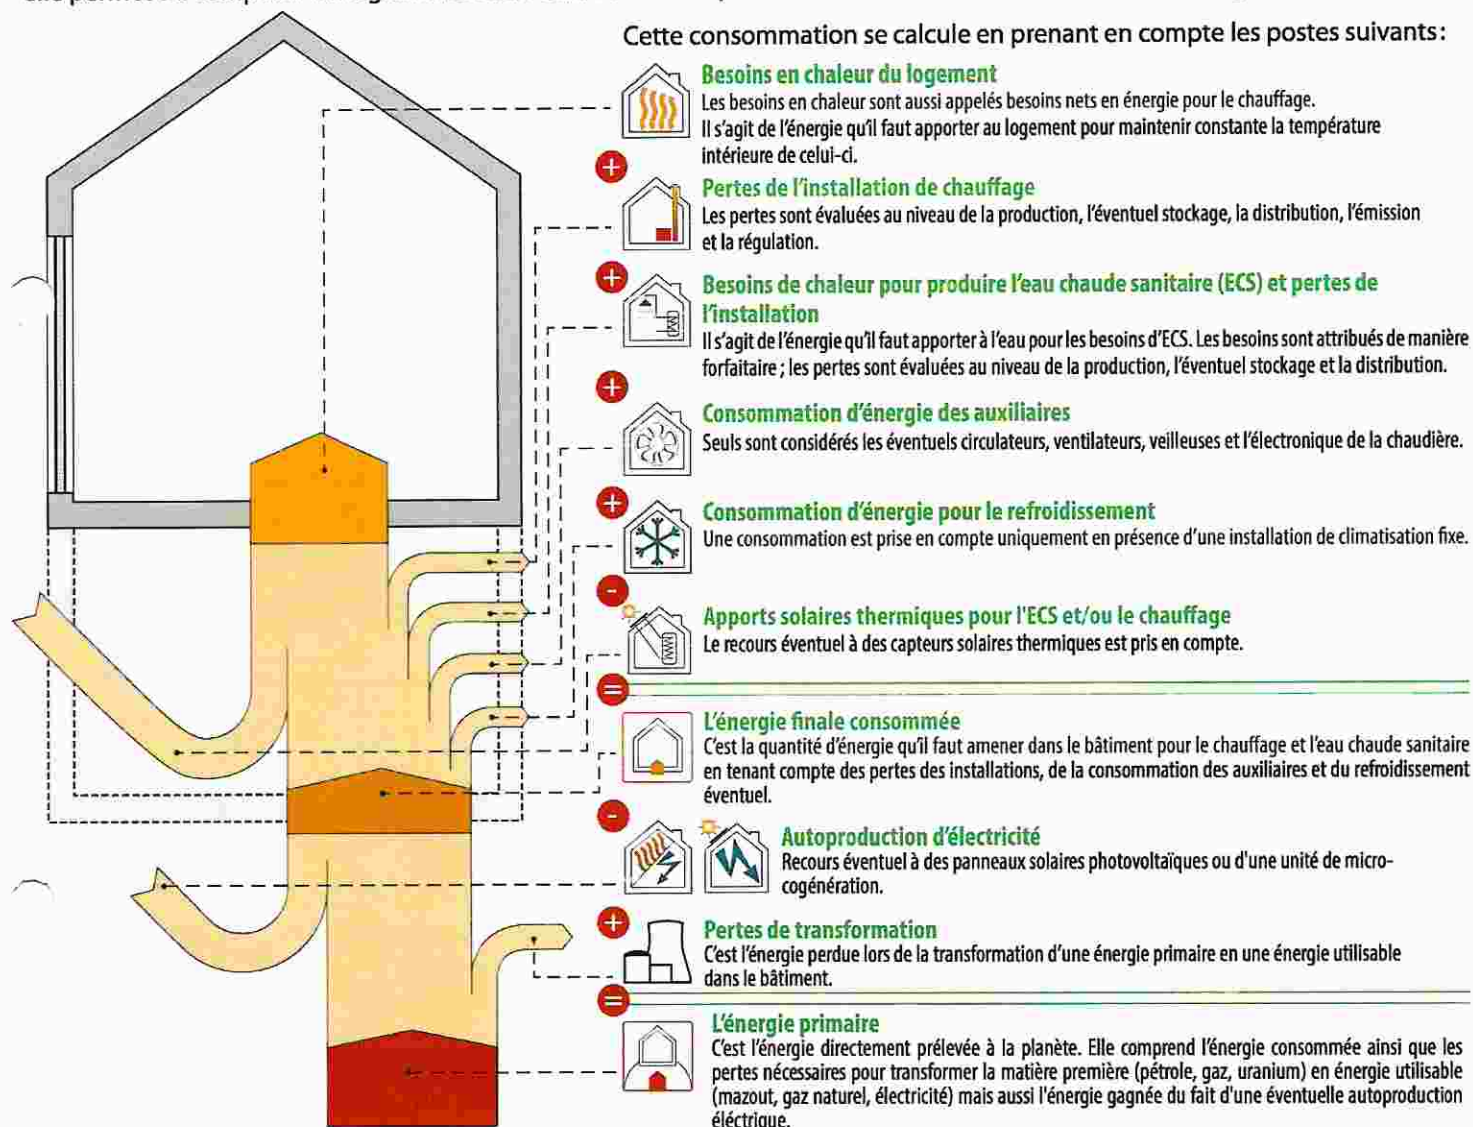 Cette consommation se calcule en prenant en compte les postes suivants:
Besoins en chaleur du logement
Les besoins en chaleur sont aussi appelés besoins nets en énergie pour le chauffage.
Il s'agit de l'énergie qu'il faut apporter au logement pour maintenir constante la température
intérieure de celui-ci.
+
Pertes de l'installation de chauffage
Les pertes sont évaluées au niveau de la production, l'éventuel stockage, la distribution, l'émission
et la régulation.
+
Besoins de chaleur pour produire l'eau chaude sanitaire (ECS) et pertes de
l'installation
Il s'agit de l'énergie qu'il faut apporter à l'eau pour les besoins d'ECS. Les besoins sont attribués de manière
forfaitaire ; les pertes sont évaluées au niveau de la production, l'éventuel stockage et la distribution.
+
Consommation d'énergie des auxiliaires
Seuls sont considérés les éventuels circulateurs, ventilateurs, veilleuses et l'électronique de la chaudière.
+
Consommation d'énergie pour le refroidissement
Une consommation est prise en compte uniquement en présence d'une installation de climatisation fixe.
-
Apports solaires thermiques pour l'ECS et/ou le chauffage
Le recours éventuel à des capteurs solaires thermiques est pris en compte.
=
L'énergie finale consommée
C'est la quantité d'énergie qu'il faut amener dans le bâtiment pour le chauffage et l'eau chaude sanitaire
en tenant compte des pertes des installations, de la consommation des auxiliaires et du refroidissement
éventuel.
-
Autoproduction d'électricité
Recours éventuel à des panneaux solaires photovoltaïques ou d'une unité de micro-
cogénération.
+
Pertes de transformation
C'est l'énergie perdue lors de la transformation d'une énergie primaire en une énergie utilisable
dans le bâtiment.
=
L'énergie primaire
C'est l'énergie directement prélevée à la planète. Elle comprend l'énergie consommée ainsi que les
pertes nécessaires pour transformer la matière première (pétrole, gaz, uranium) en énergie utilisable
(mazout, gaz naturel, électricité) mais aussi l'énergie gagnée du fait d'une éventuelle autoproduction
éléctrique.